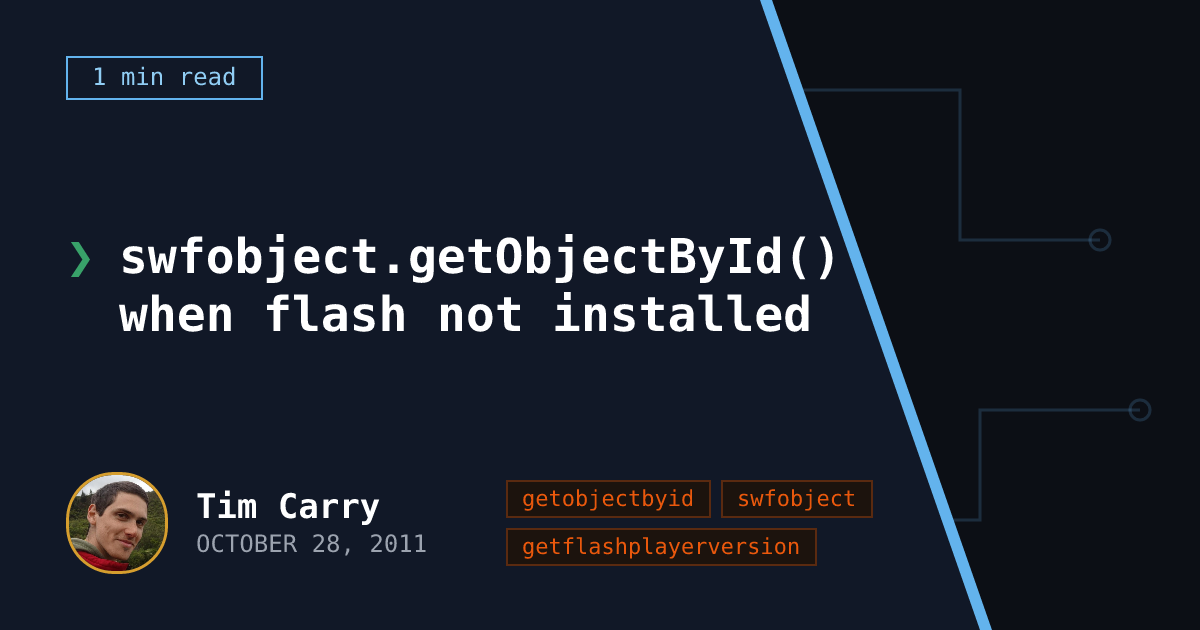 1 min read
❯ swfobject.getObjectById()
when flash not installed
Tim Carry
OCTOBER 28, 2011
getobjectbyid swfobject
getflashplayerversion